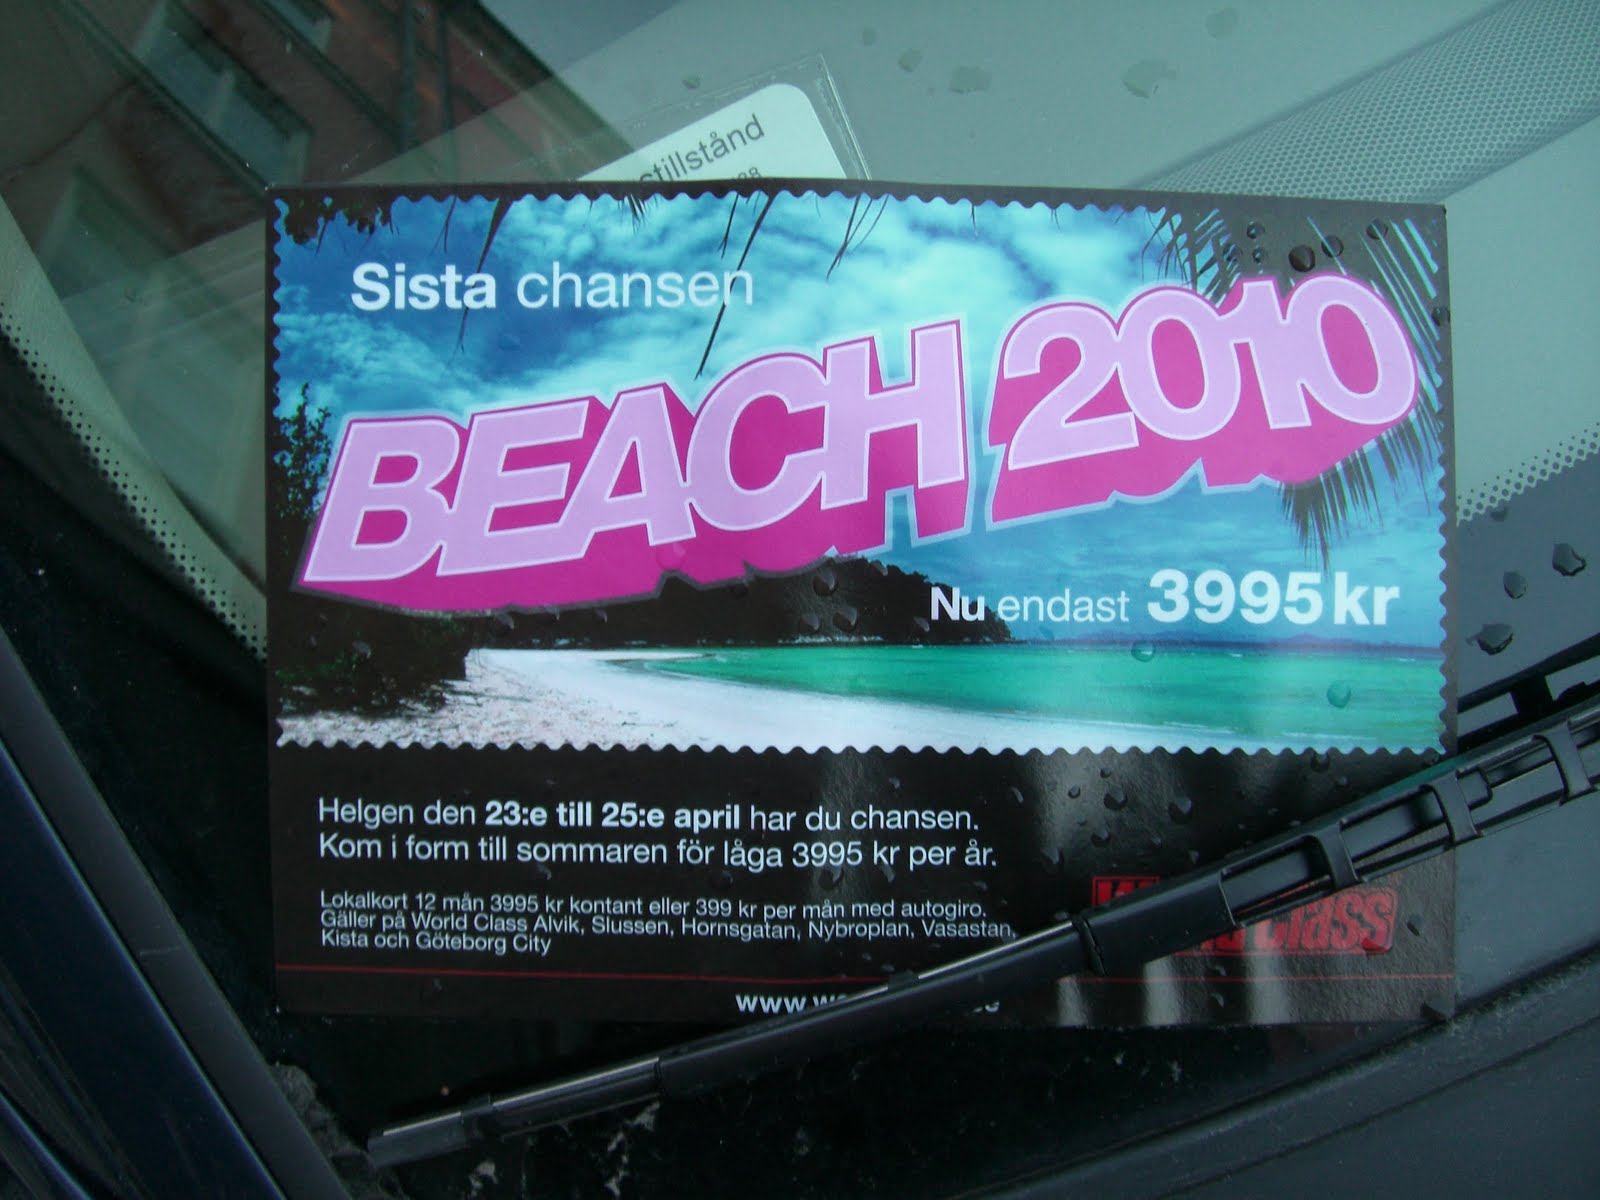 Sista chansen
BEACH 2010
Nu endast 3995 kr
Helgen den 23:e till 25:e april har du chansen.
Kom i form till sommaren för låga 3995 kr per år.
Lokalkort 12 mån 3995 kr kontant eller 399 kr per mån med autogiro.
Gäller på World Class Alvik, Slussen, Hornsgatan, Nybroplan, Vasastan,
Kista och Göteborg City
Class